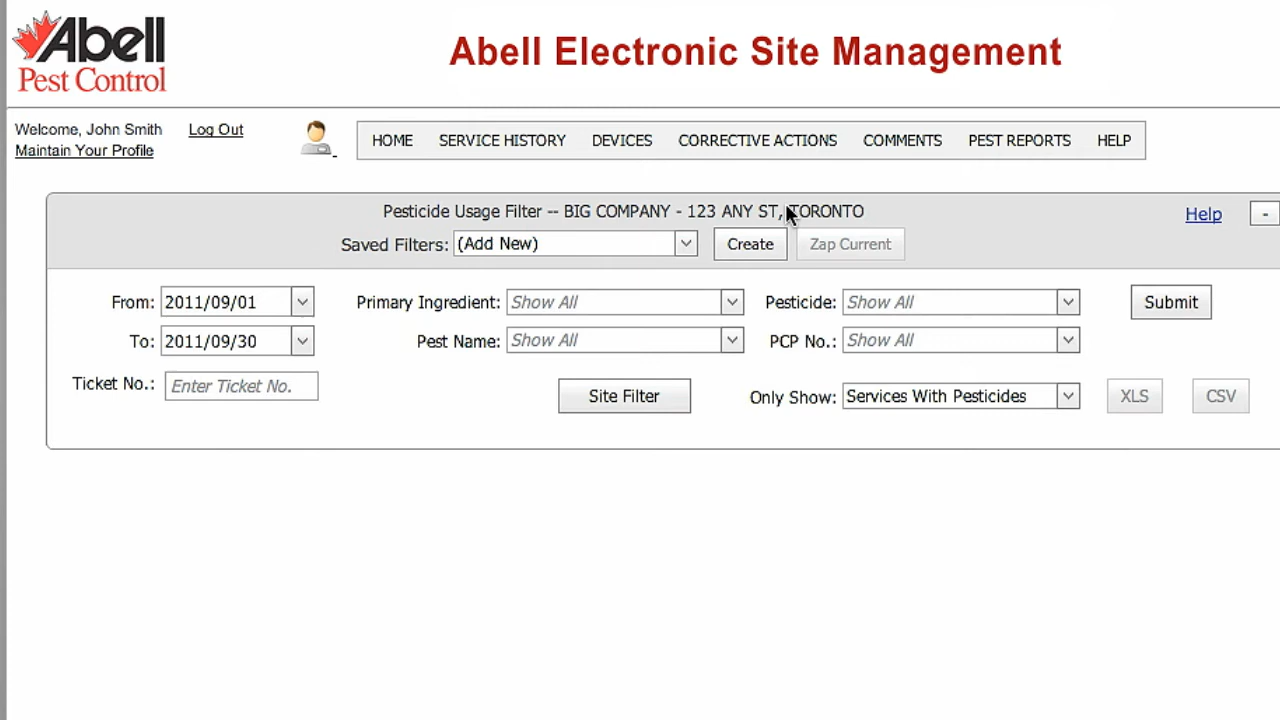 Abell
Pest Control
Abell Electronic Site Management
Welcome, John Smith Log Out
Maintain Your Profile
HOME SERVICE HISTORY DEVICES CORRECTIVE ACTIONS COMMENTS PEST REPORTS HELP
Pesticide Usage Filter -- BIG COMPANY - 123 ANY ST, TORONTO
Help -
Saved Filters: (Add New) Create Zap Current
From: 2011/09/01 Primary Ingredient: Show All Pesticide: Show All Submit
To: 2011/09/30 Pest Name: Show All PCP No.: Show All
Ticket No.: Enter Ticket No. Site Filter Only Show: Services With Pesticides XLS CSV